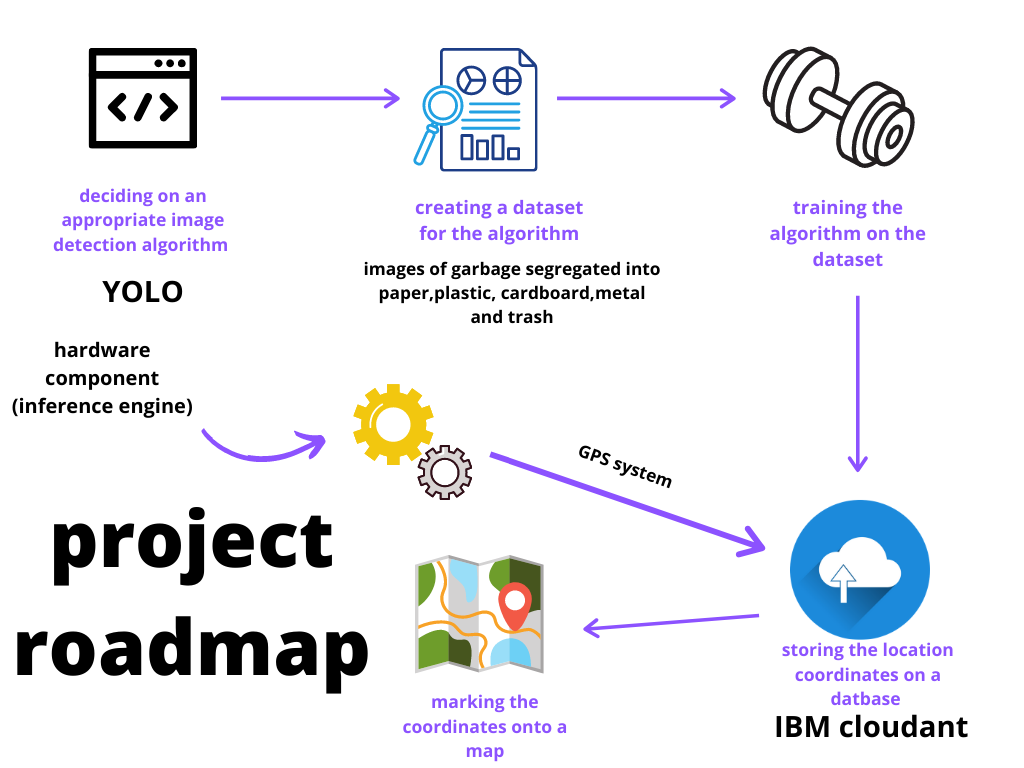 deciding on an
appropriate image
detection algorithm
YOLO
creating a dataset
for the algorithm
images of garbage segregated into
paper,plastic, cardboard,metal
and trash
training the
algorithm on the
dataset
hardware
component
(inference engine)
GPS system
project
roadmap
storing the location
coordinates on a
datbase
IBM cloudant
marking the
coordinates onto a
map